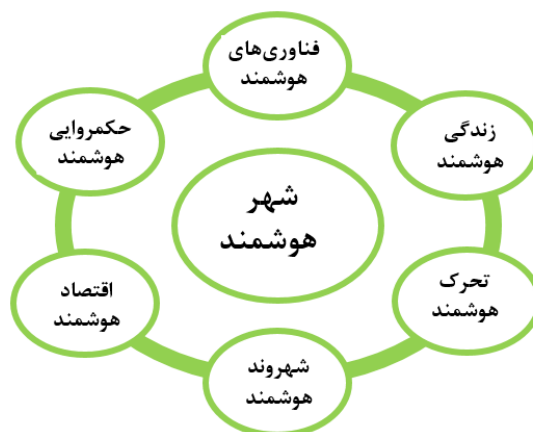 فناوری‌های
هوشمند
زندگی
هوشمند
حکمروایی
هوشمند
شهر
هوشمند
تحرک
هوشمند
اقتصاد
هوشمند
شهروند
هوشمند